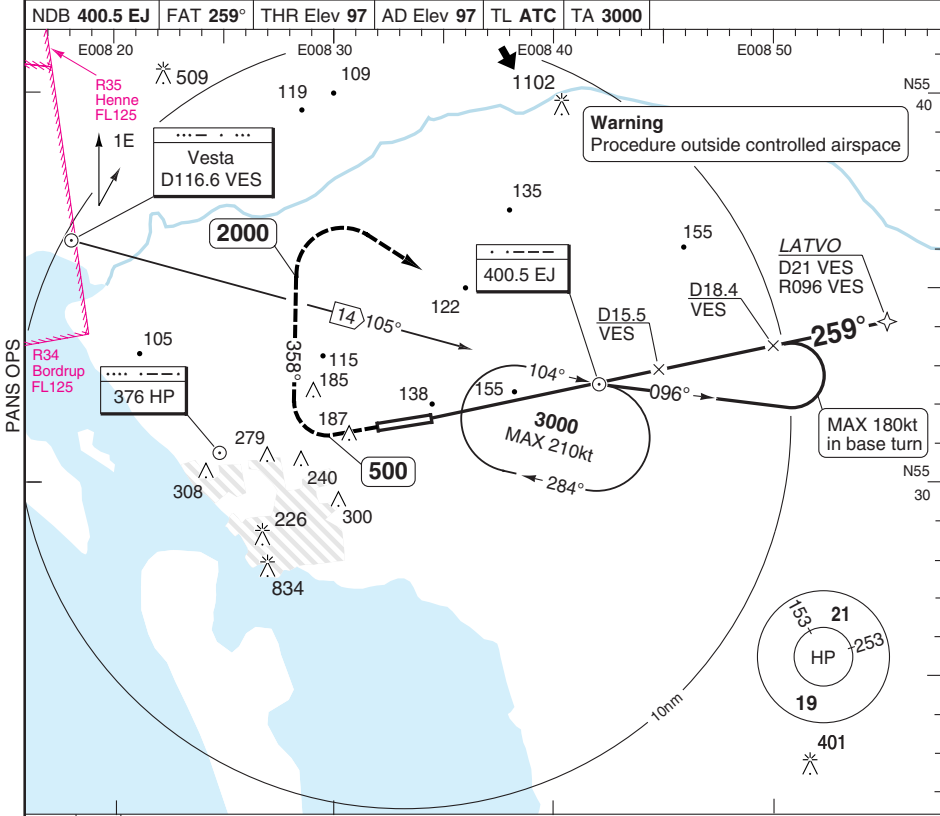 NDB 400.5 EJ FAT 259° THR Elev 97 AD Elev 97 TL ATC TA 3000
E008 20 E008 30 E008 40 E008 50
N55
40
R35
Henne
FL125
509
119
109
1102
Warning
Procedure outside controlled airspace
1E
Vesta
D116.6 VES
135
2000
155
400.5 EJ
LATVO
D21 VES
R096 VES
D18.4
VES
122
14 105°
D15.5
VES
259°
PANS OPS
R34
Bordrup
FL125
105
358°
115
185
376 HP
138
155
104°
096°
3000
MAX 210kt
MAX 180kt
in base turn
187
279
500
284°
N55
30
308
240
300
226
834
153
21
253
HP
19
10nm
401